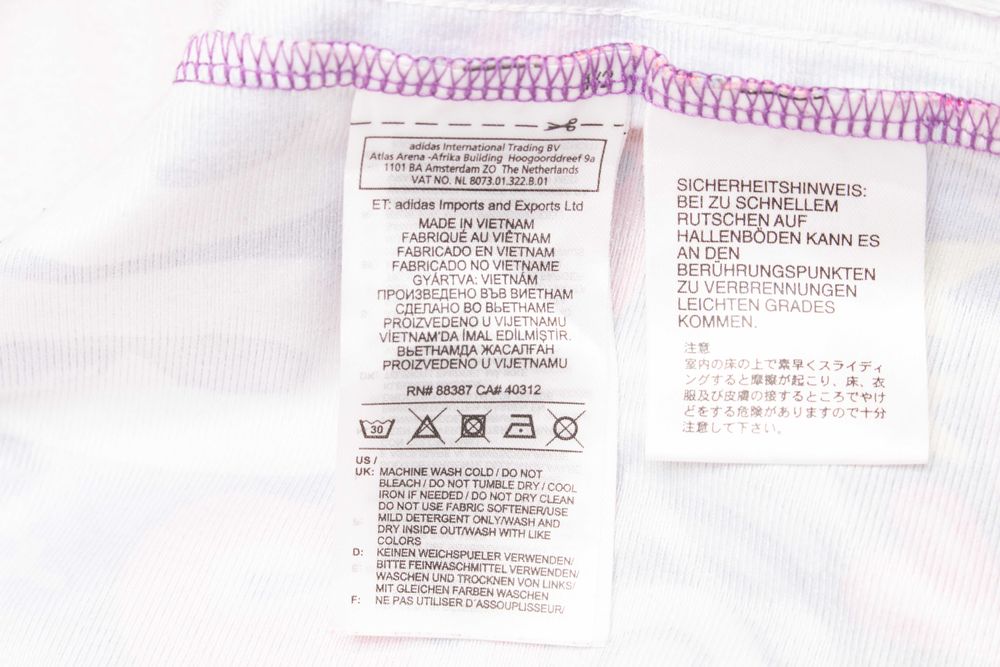 adidas International Trading BV
Atlas Arena -Afrika Building Hoogoorddreef 9a
1101 BA Amsterdam ZO The Netherlands
VAT NO. NL 8073.01.322.B.01
ET: adidas Imports and Exports Ltd
MADE IN VIETNAM
FABRIQUÉ AU VIÊTNAM
FABRICADO EN VIETNAM
FABRICADO NO VIETNAME
GYÁRTVA: VIETNÁM
ПРОИЗВЕДЕНО ВЪВ ВИЕТНАМ
СДЕЛАНО ВО ВЬЕТНАМЕ
PROIZVEDENO U VIJETNAMU
VİETNAM'DA İMAL EDİLMİŞTİR.
ВЬЕТНАМДА ЖАСАЛҒАН
PROIZVEDENO U VIJETNAMU
RN# 88387 CA# 40312
30
US /
UK: MACHINE WASH COLD / DO NOT
BLEACH / DO NOT TUMBLE DRY / COOL
IRON IF NEEDED / DO NOT DRY CLEAN
DO NOT USE FABRIC SOFTENER/USE
MILD DETERGENT ONLY/WASH AND
DRY INSIDE OUT/WASH WITH LIKE
COLORS
D: KEINEN WEICHSPUELER VERWENDEN/
BITTE FEINWASCHMITTEL VERWENDEN/
WASCHEN UND TROCKNEN VON LINKS/
MIT GLEICHEN FARBEN WASCHEN
F: NE PAS UTILISER D'ASSOUPLISSEUR/
SICHERHEITSHINWEIS:
BEI ZU SCHNELLEM
RUTSCHEN AUF
HALLENBÖDEN KANN ES
AN DEN
BERÜHRUNGSPUNKTEN
ZU VERBRENNUNGEN
LEICHTEN GRADES
KOMMEN.
注意
室内の床の上で素早くスライディ
ングすると摩擦が起こり、床、衣
服及び皮膚の接するところでやけ
どをする危険がありますので十分
注意して下さい。